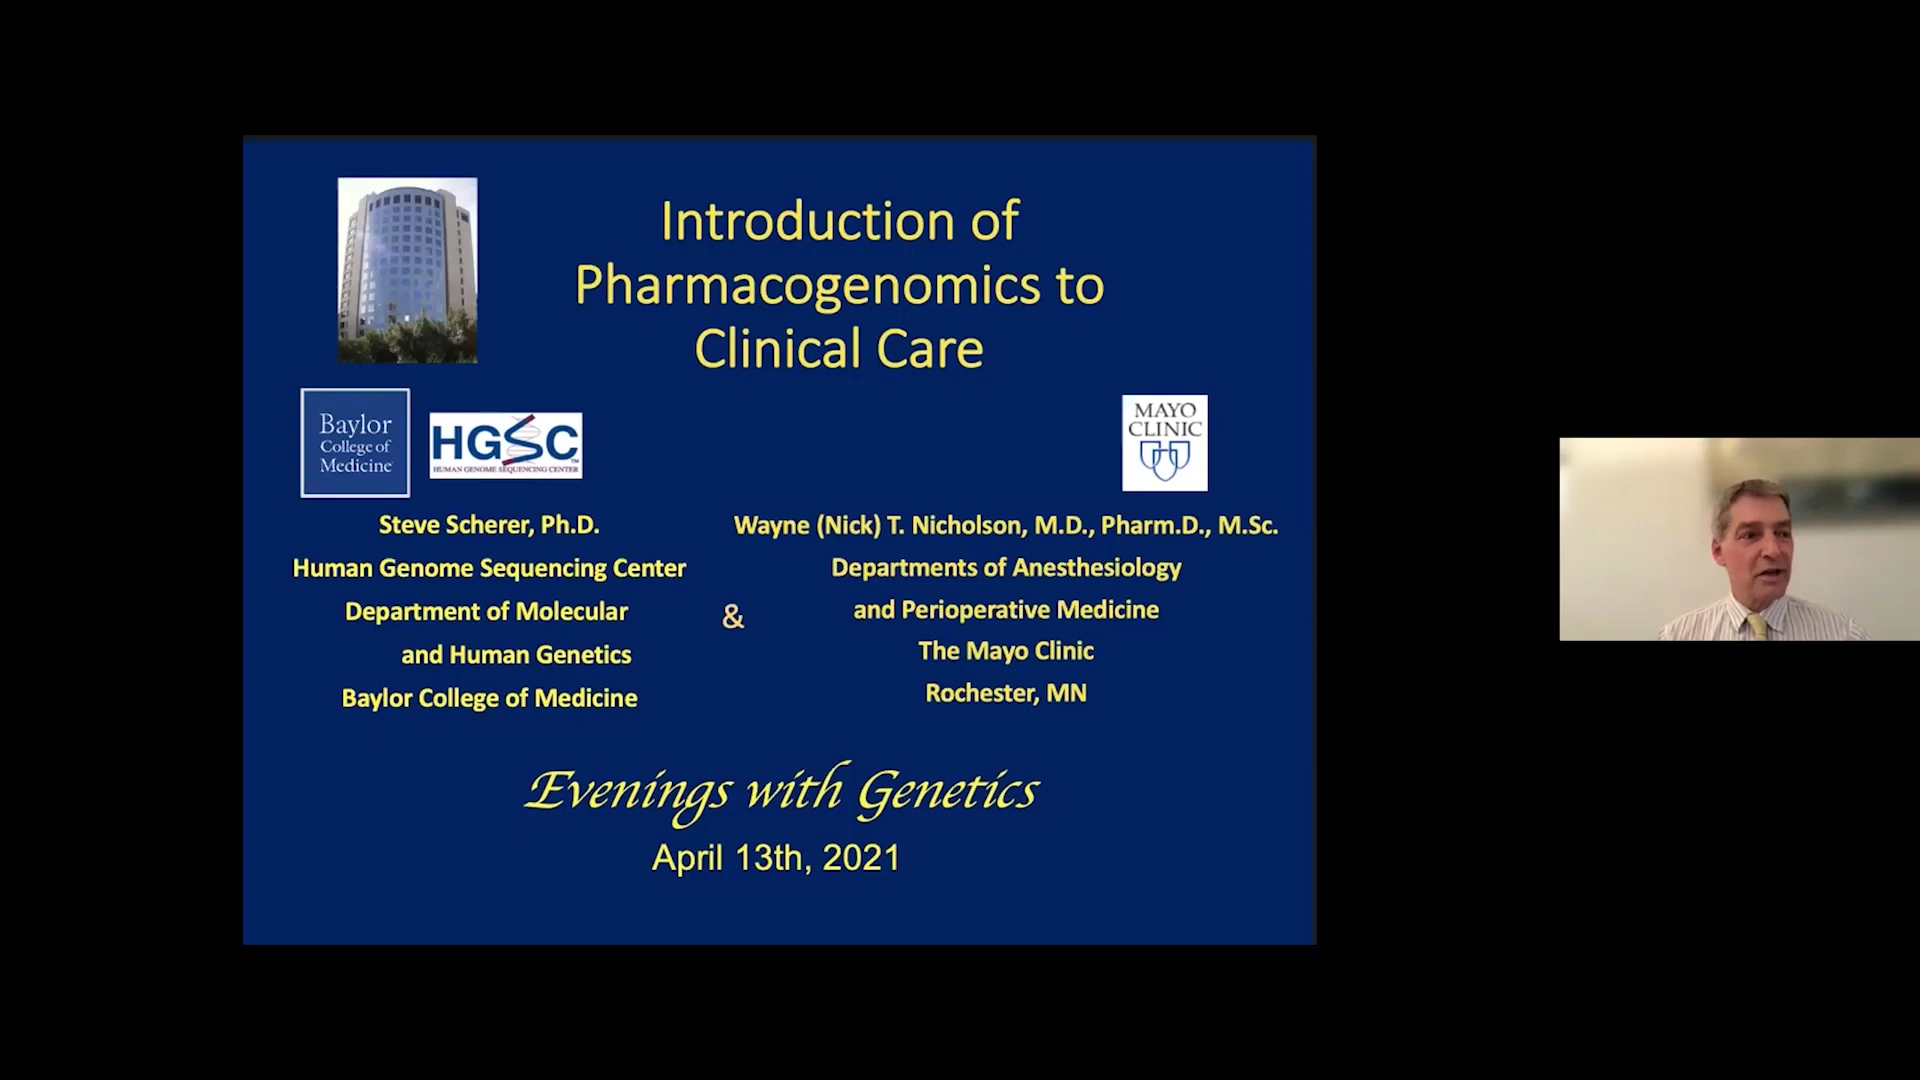 Introduction of
Pharmacogenomics to
Clinical Care
Baylor
College of
Medicine
HGSC
HUMAN GENOME SEQUENCING CENTER
MAYO
CLINIC
Steve Scherer, Ph.D.
Human Genome Sequencing Center
Department of Molecular
and Human Genetics
Baylor College of Medicine
&
Wayne (Nick) T. Nicholson, M.D., Pharm.D., M.Sc.
Departments of Anesthesiology
and Perioperative Medicine
The Mayo Clinic
Rochester, MN
Evenings with Genetics
April 13th, 2021